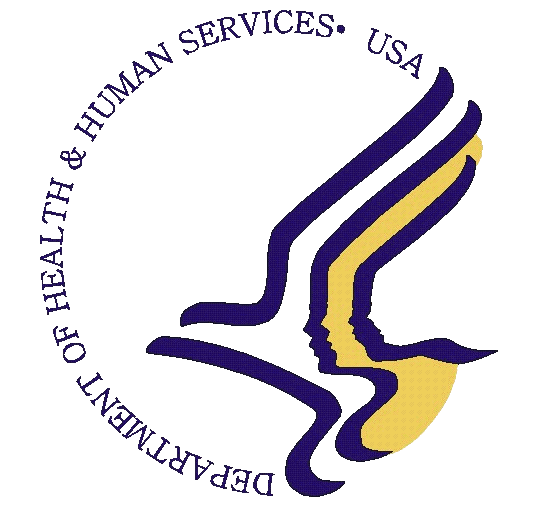 DEPARTMENT OF HEALTH & HUMAN SERVICES• USA